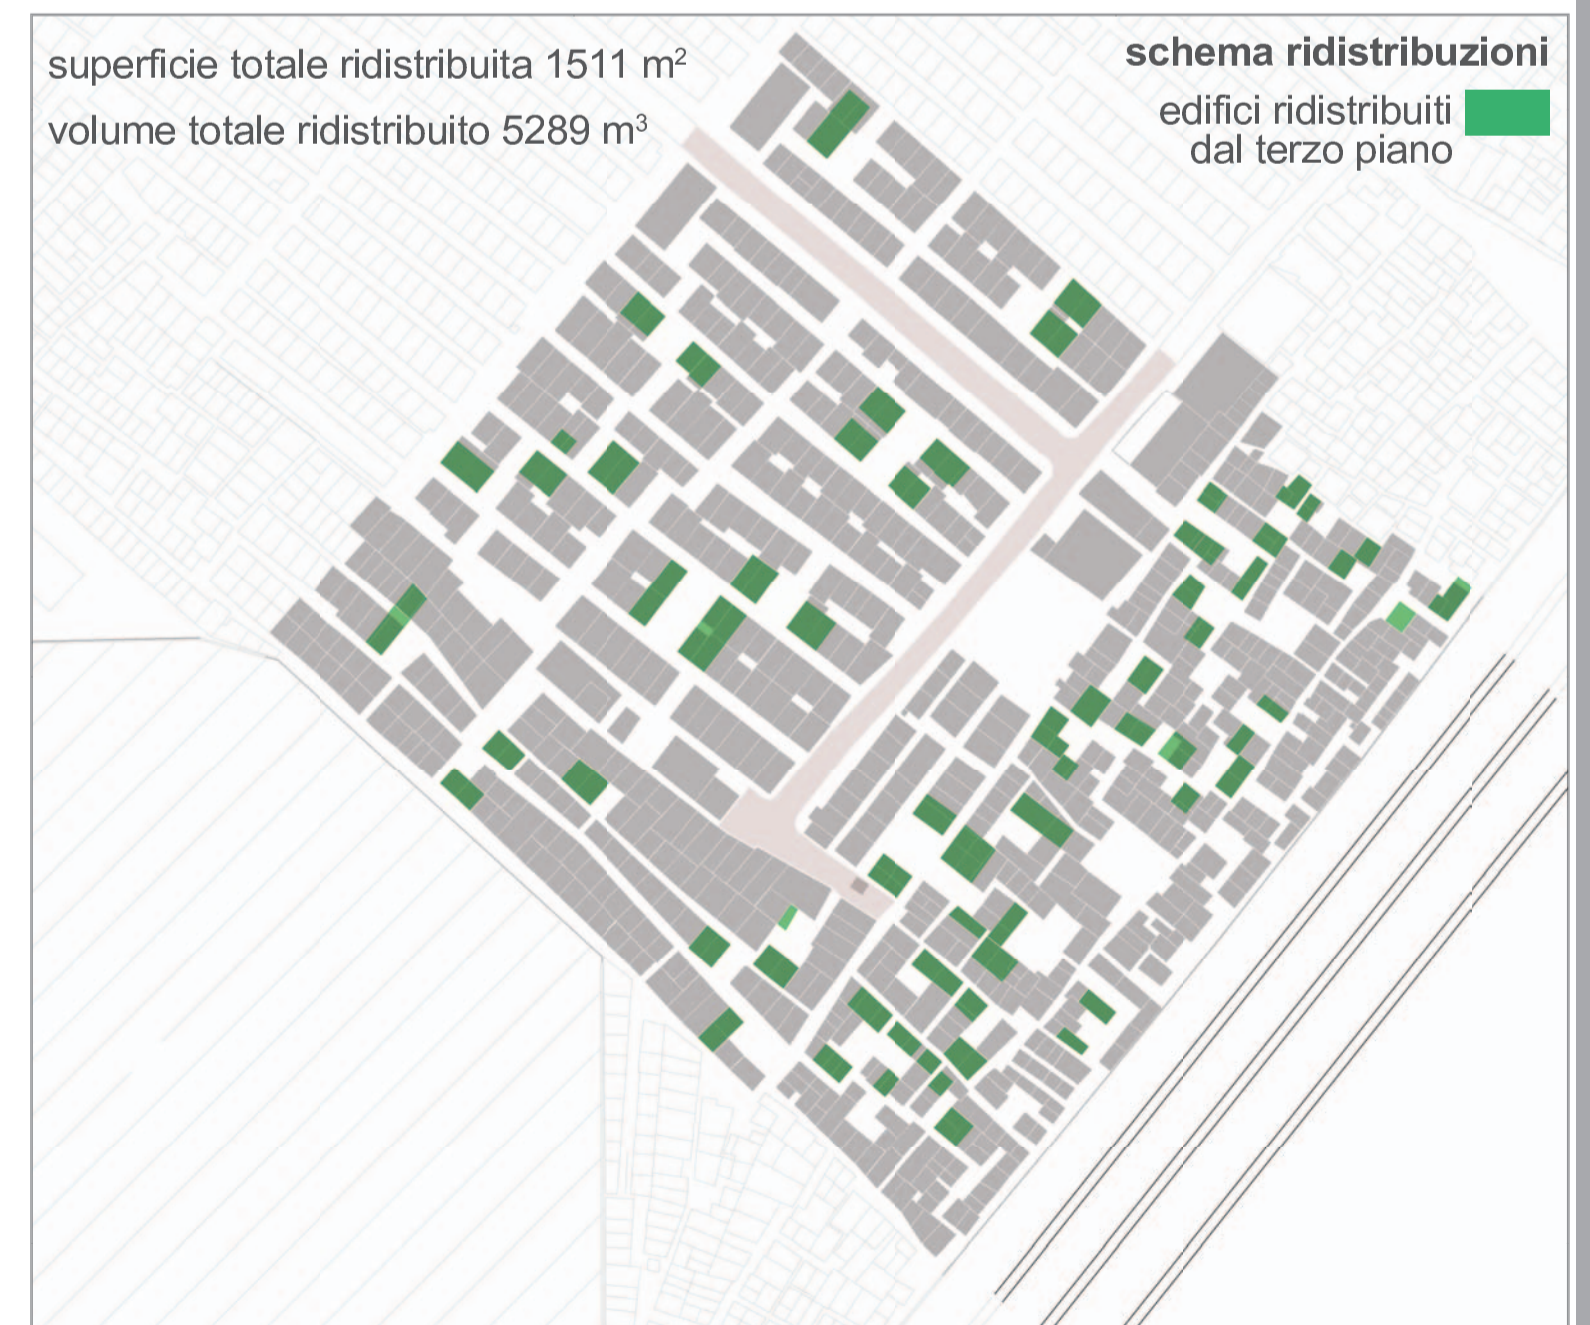 superficie totale ridistribuita 1511 m²
volume totale ridistribuito 5289 m³
schema ridistribuzioni
edifici ridistribuiti
dal terzo piano